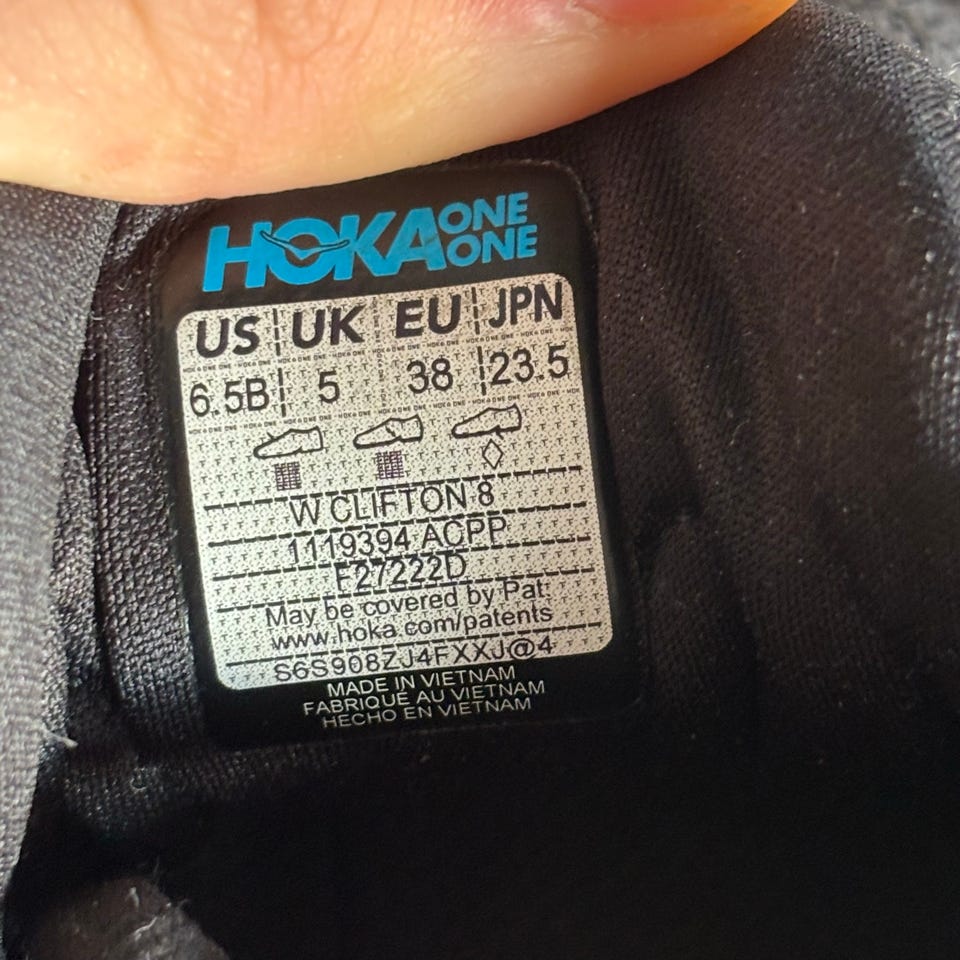 HOKA ONE ONE
US UK EU JPN
6.5B 5 38 23.5
W CLIFTON 8
1119394 ACPP
F27222D
May be covered by Pat:
www.hoka.com/patents
S6S908ZJ4FXXJ@4
MADE IN VIETNAM
FABRIQUÉ AU VIETNAM
HECHO EN VIETNAM